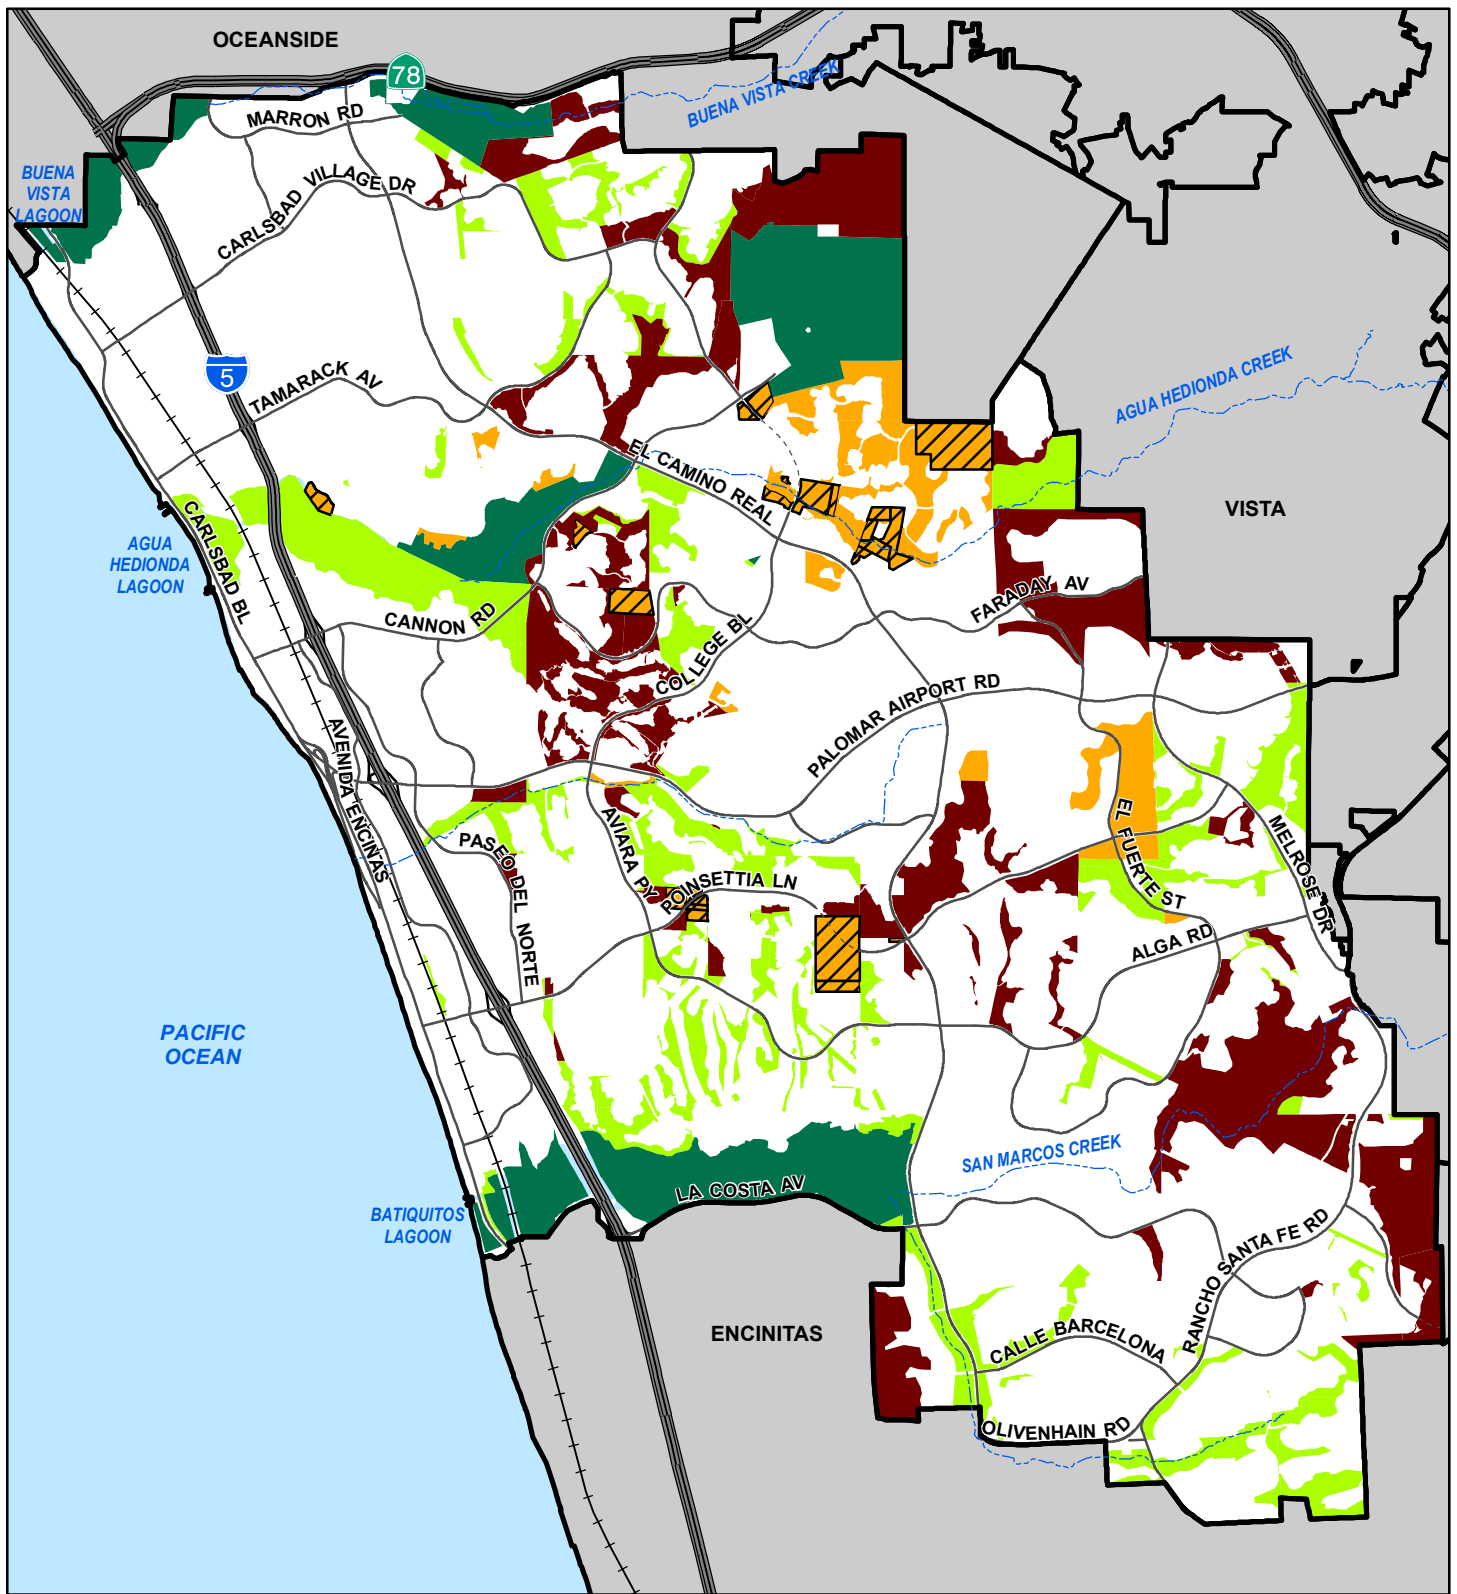 OCEANSIDE
78
BUENA VISTA CREEK
MARRON RD
BUENA
VISTA
LAGOON
CARLSBAD VILLAGE DR
5
TAMARACK AV
AGUA HEDIONDA CREEK
EL CAMINO REAL
VISTA
CARLSBAD BL
AGUA
HEDIONDA
LAGOON
CANNON RD
FARADAY AV
COLLEGE BL
PALOMAR AIRPORT RD
AVENIDA ENCINAS
AVIARA PY
EL FUERTE ST
MELROSE DR
PASEO DEL NORTE
POINSETTIA LN
ALGA RD
PACIFIC
OCEAN
SAN MARCOS CREEK
LA COSTA AV
BATIQUITOS
LAGOON
RANCHO SANTA FE RD
ENCINITAS
CALLE BARCELONA
OLIVENHAIN RD